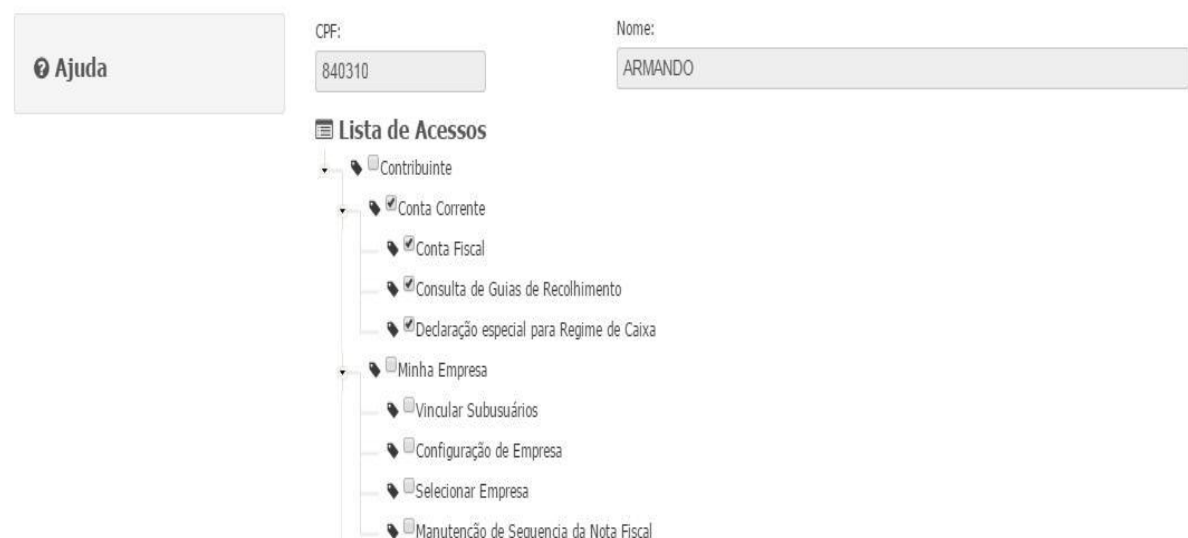 Ajuda
CPF:
840310
Nome:
ARMANDO
Lista de Acessos
Contribuinte
Conta Corrente
Conta Fiscal
Consulta de Guias de Recolhimento
Declaração especial para Regime de Caixa
Minha Empresa
Vincular Subusuários
Configuração de Empresa
Selecionar Empresa
Manutenção de Sequencia da Nota Fiscal